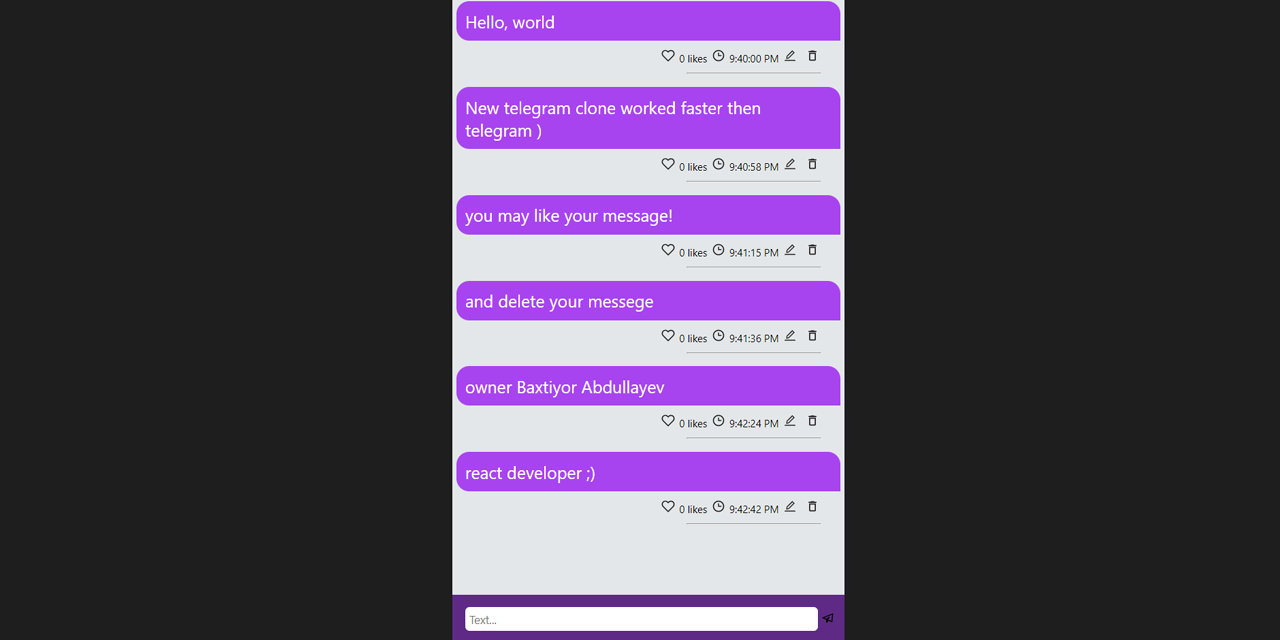 Hello, world
0 likes 9:40:00 PM
New telegram clone worked faster then
telegram )
0 likes 9:40:58 PM
you may like your message!
0 likes 9:41:15 PM
and delete your messege
0 likes 9:41:36 PM
owner Baxtiyor Abdullayev
0 likes 9:42:24 PM
react developer ;)
0 likes 9:42:42 PM
Text...